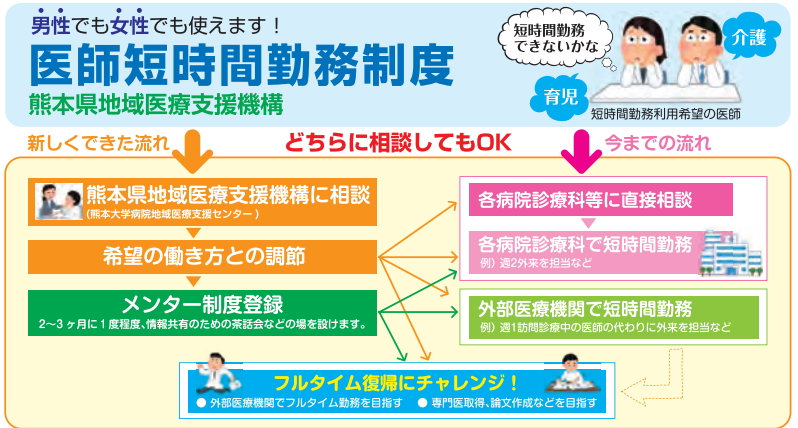 男性でも女性でも使えます！
医師短時間勤務制度
熊本県地域医療支援機構
短時間勤務
できないかな
介護
育児
短時間勤務利用希望の医師
新しくできた流れ
どちらに相談してもOK
今までの流れ
熊本県地域医療支援機構に相談
(熊本大学病院地域医療支援センター)
希望の働き方との調節
メンター制度登録
2〜3ヶ月に1度程度、情報共有のための茶話会などの場を設けます。
各病院診療科等に直接相談
各病院診療科で短時間勤務
例）週2外来を担当など
外部医療機関で短時間勤務
例）週1訪問診療中の医師の代わりに外来を担当など
フルタイム復帰にチャレンジ！
● 外部医療機関でフルタイム勤務を目指す ● 専門医取得、論文作成などを目指す